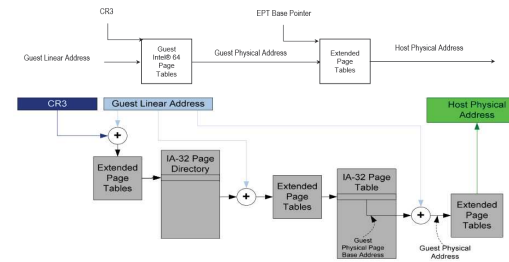 CR3
EPT Base Pointer
Guest Linear Address
Guest
Intel® 64
Page
Tables
Guest Physical Address
Extended
Page
Tables
Host Physical Address
CR3
Guest Linear Address
Host Physical
Address
+
Extended
Page
Tables
IA-32 Page
Directory
+
Extended
Page
Tables
IA-32 Page
Table
Guest
Physical Page
Base Address
+
Guest Physical
Address
Extended
Page
Tables